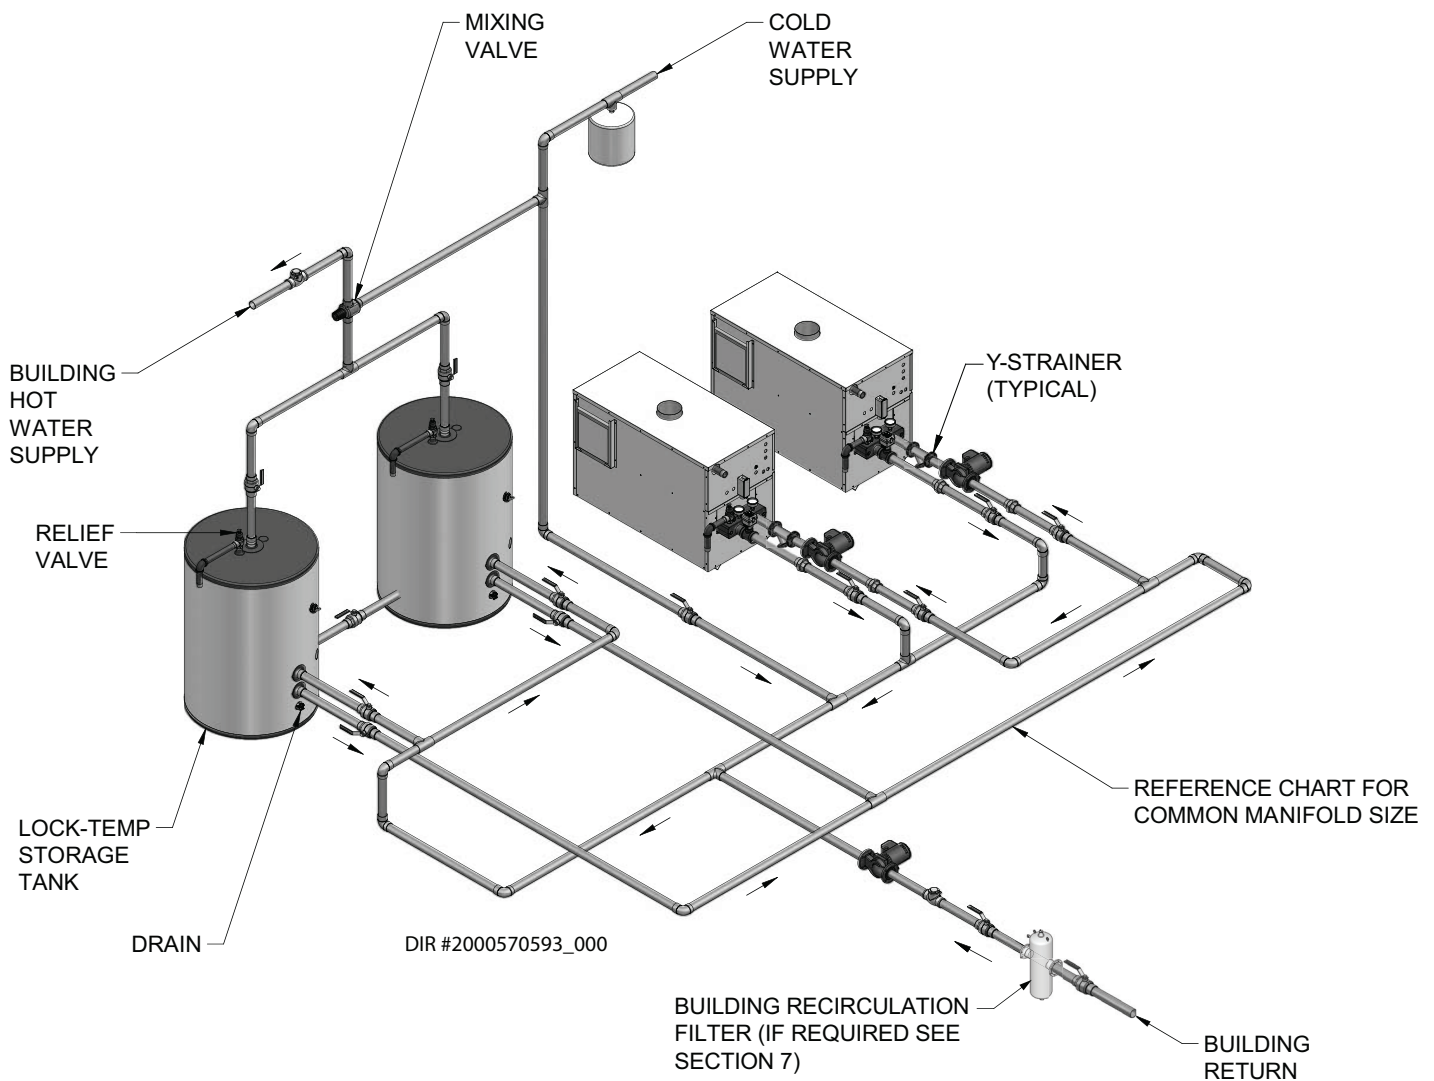 MIXING
VALVE
COLD
WATER
SUPPLY
BUILDING
HOT
WATER
SUPPLY
Y-STRAINER
(TYPICAL)
RELIEF
VALVE
REFERENCE CHART FOR
COMMON MANIFOLD SIZE
LOCK-TEMP
STORAGE
TANK
DRAIN
DIR #2000570593_000
BUILDING RECIRCULATION
FILTER (IF REQUIRED SEE
SECTION 7)
BUILDING
RETURN